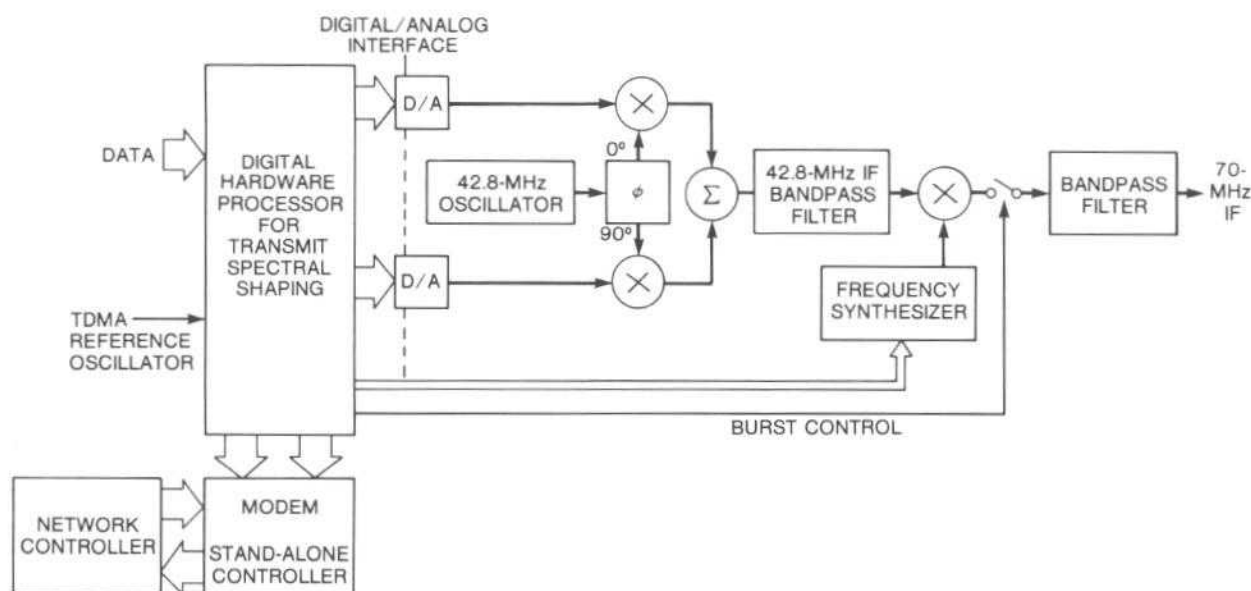 DIGITAL/ANALOG
INTERFACE
DATA
DIGITAL
HARDWARE
PROCESSOR
FOR
TRANSMIT
SPECTRAL
SHAPING
TDMA
REFERENCE
OSCILLATOR
D/A
D/A
42.8-MHz
OSCILLATOR
0°
ϕ
90°
Σ
42.8-MHz IF
BANDPASS
FILTER
FREQUENCY
SYNTHESIZER
BANDPASS
FILTER
70-
MHz
IF
BURST CONTROL
NETWORK
CONTROLLER
MODEM
STAND-ALONE
CONTROLLER